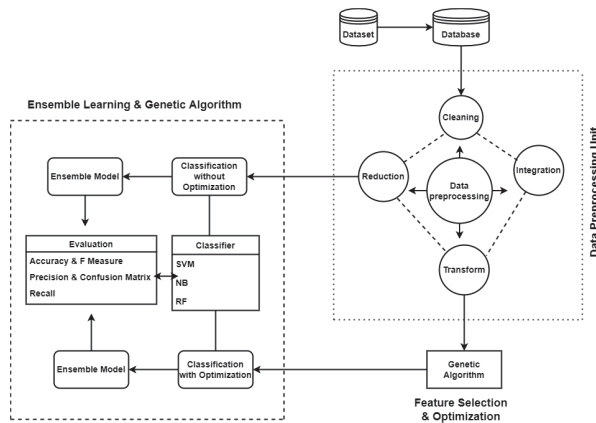 Dataset
Database
Ensemble Learning & Genetic Algorithm
Cleaning
Reduction
Data
preprocessing
Integration
Transform
Data Preprocessing Unit
Ensemble Model
Classification
without
Optimization
Evaluation
Accuracy & F Measure
Precision & Confusion Matrix
Recall
Classifier
SVM
NB
RF
Ensemble Model
Classification
with Optimization
Genetic
Algorithm
Feature Selection
& Optimization